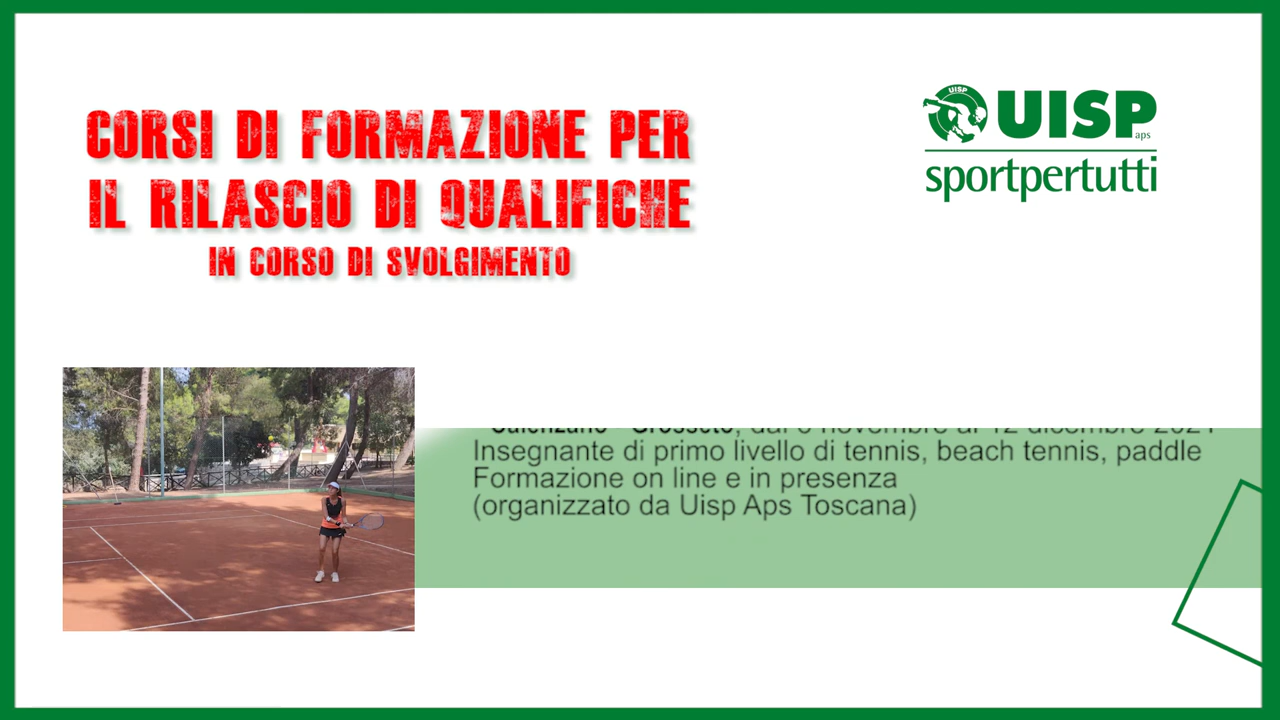 CORSI DI FORMAZIONE PER
IL RILASCIO DI QUALIFICHE
IN CORSO DI SVOLGIMENTO
UISP
UISP
aps
sportpertutti
Insegnante di primo livello di tennis, beach tennis, paddle
Formazione on line e in presenza
(organizzato da Uisp Aps Toscana)